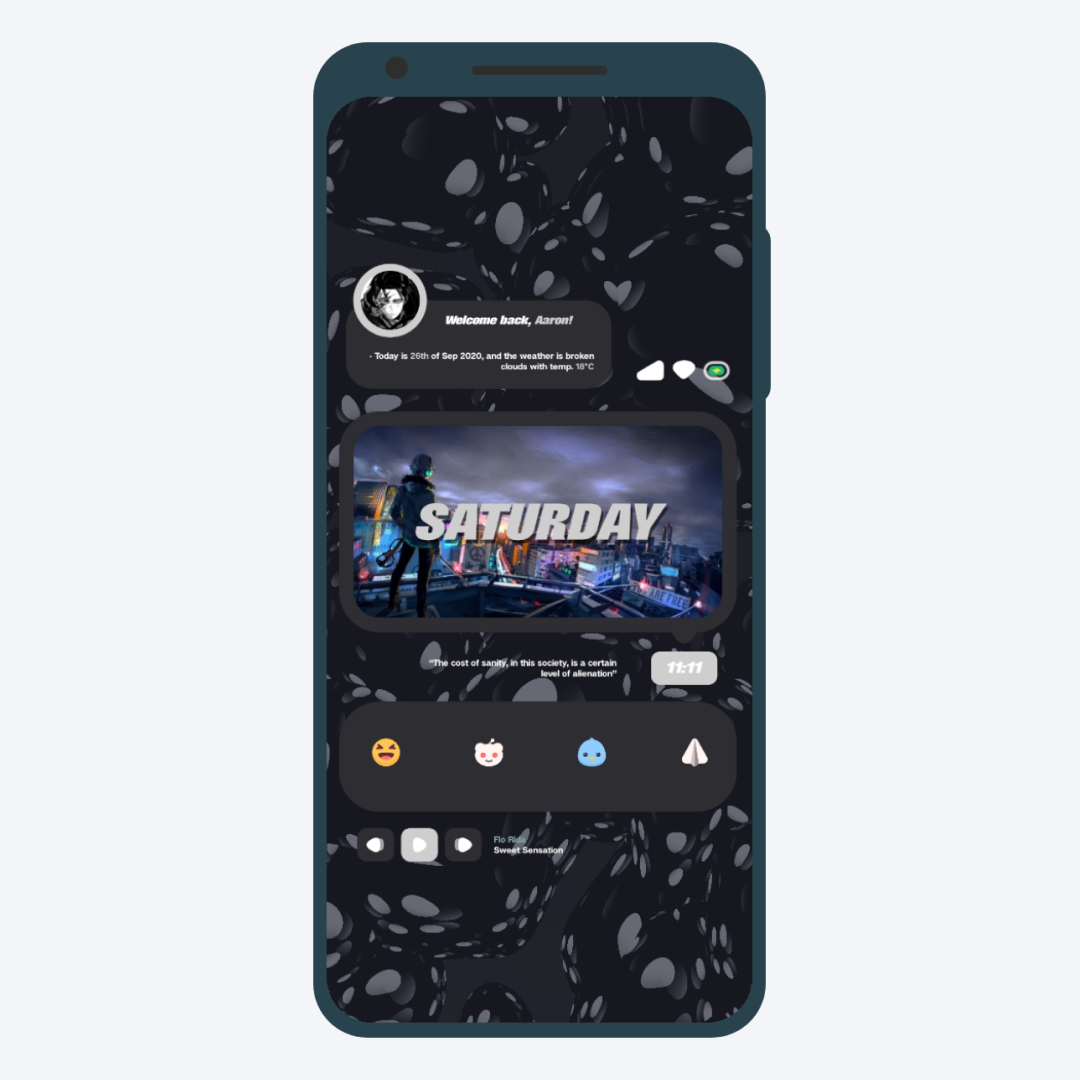 Welcome back, Aaron!
· Today is 26th of Sep 2020, and the weather is broken
clouds with temp. 18°C
SATURDAY
"The cost of sanity, in this society, is a certain
level of alienation"
11:11
Flo Rida
Sweet Sensation